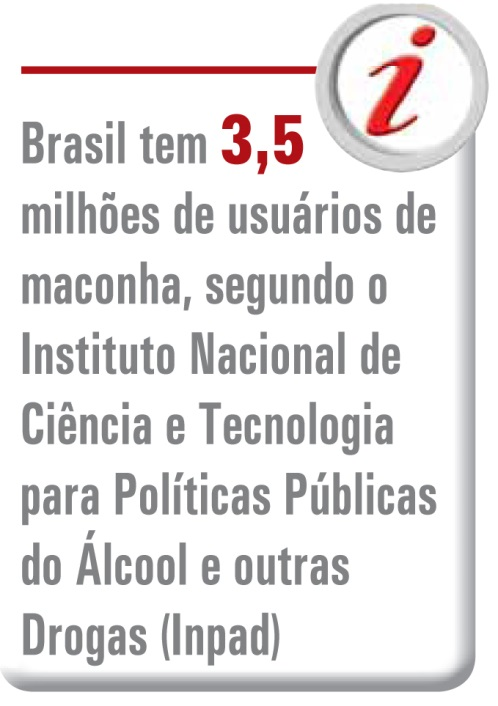 i
Brasil tem 3,5
milhões de usuários de
maconha, segundo o
Instituto Nacional de
Ciência e Tecnologia
para Políticas Públicas
do Álcool e outras
Drogas (Inpad)